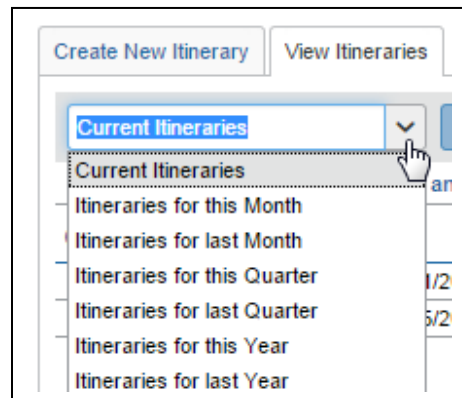 Create New Itinerary View Itineraries
Current Itineraries
Current Itineraries
Itineraries for this Month
Itineraries for last Month
Itineraries for this Quarter
Itineraries for last Quarter
Itineraries for this Year
Itineraries for last Year